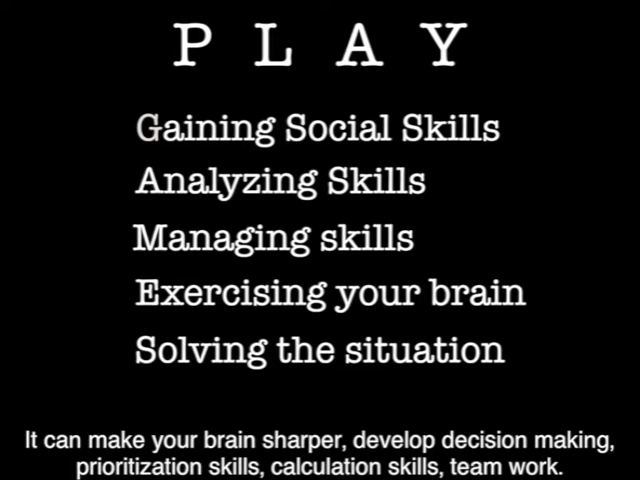 P L A Y
Gaining Social Skills
Analyzing Skills
Managing skills
Exercising your brain
Solving the situation
It can make your brain sharper, develop decision making,
prioritization skills, calculation skills, team work.